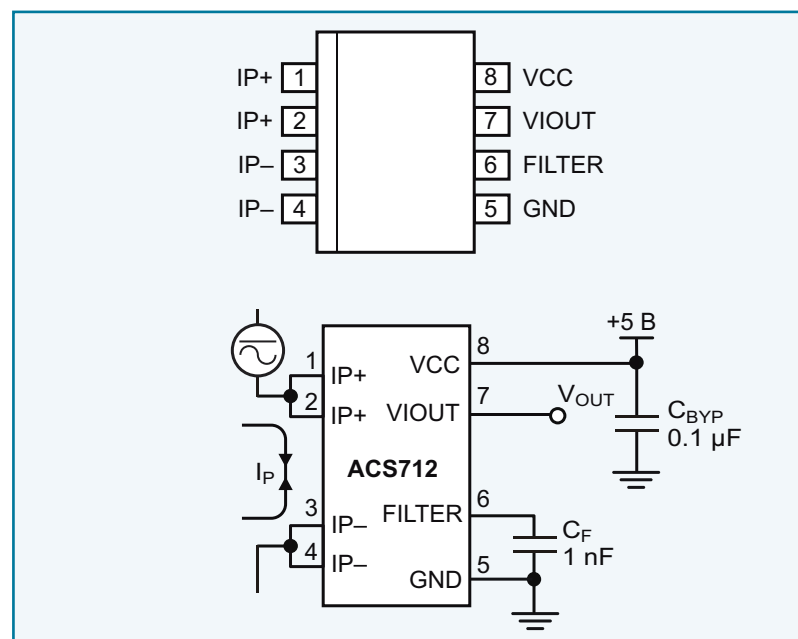 IP+ 1 8 VCC
IP+ 2 7 VIOUT
IP– 3 6 FILTER
IP– 4 5 GND
+5 В
1 IP+ VCC 8
2 IP+ VIOUT 7 VOUT
CBYP
0.1 µF
IP ACS712
3 IP– FILTER 6
CF
1 nF
4 IP– GND 5